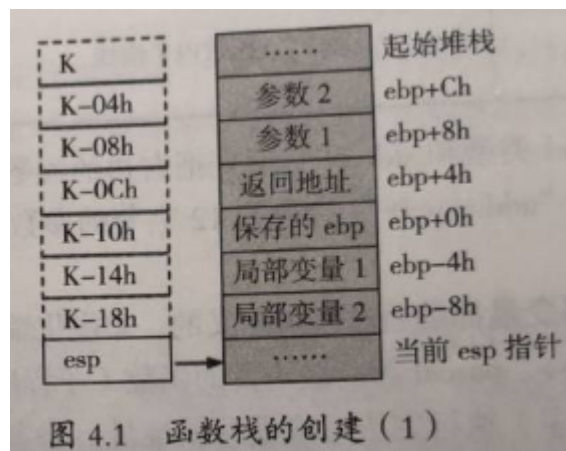 K …… 起始堆栈
K-04h 参数 2 ebp+Ch
K-08h 参数 1 ebp+8h
K-0Ch 返回地址 ebp+4h
K-10h 保存的 ebp ebp+0h
K-14h 局部变量 1 ebp-4h
K-18h 局部变量 2 ebp-8h
esp …… 当前 esp 指针
图 4.1 函数栈的创建（1）